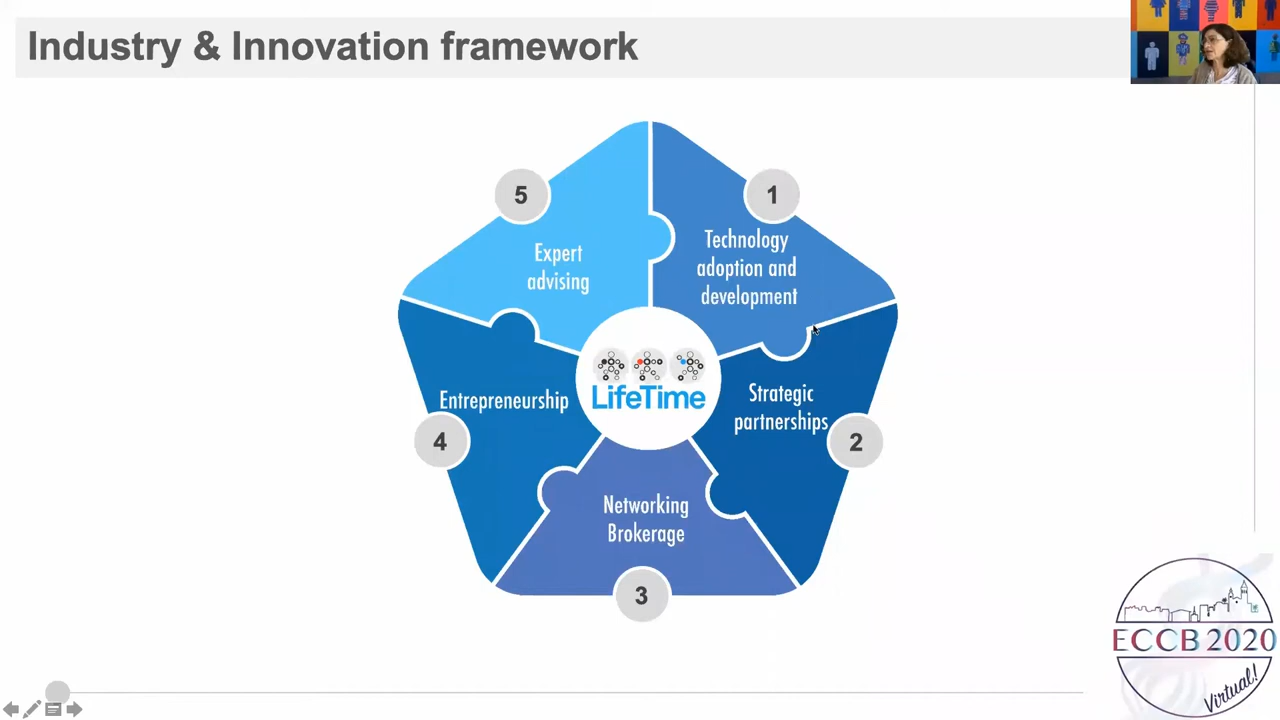 Industry & Innovation framework
5
1
Expert
advising
Technology
adoption and
development
LifeTime
Entrepreneurship
4
Strategic
partnerships
2
Networking
Brokerage
3
ECCB 2020
Virtual!